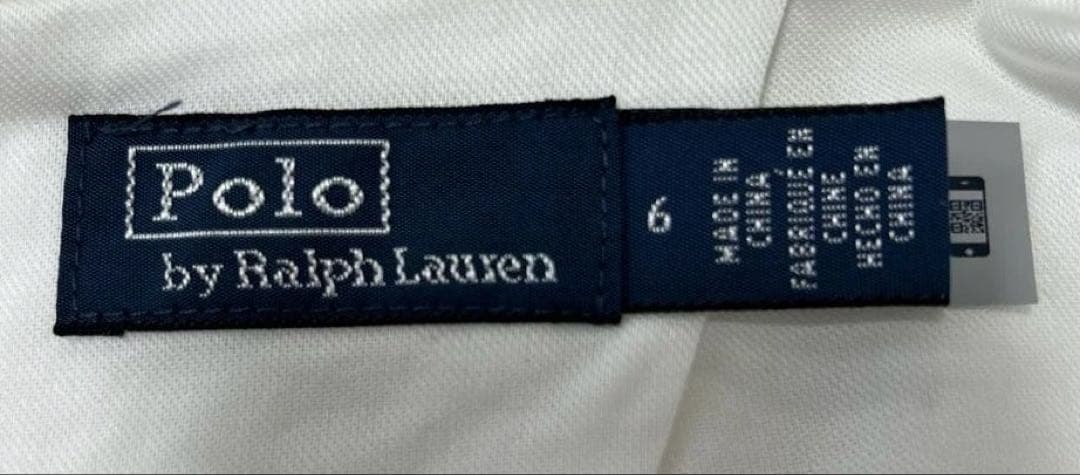 Polo
by Ralph Lauren
6
MADE IN
CHINA
FABRIQUÉ EN
CHINE
HECHO EN
CHINA